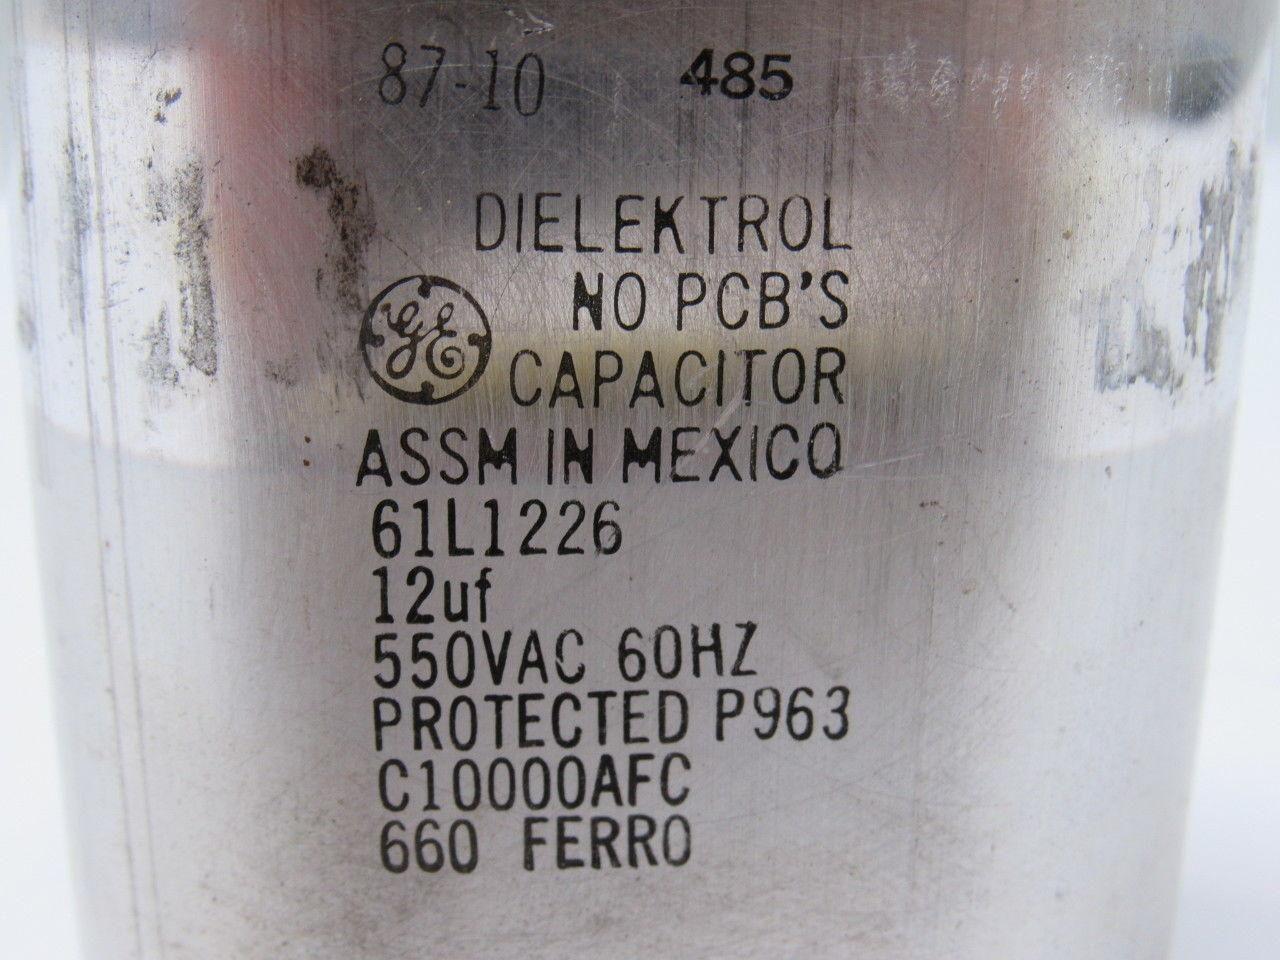 87-10 485
DIELEKTROL
NO PCB'S
GE CAPACITOR
ASSM IN MEXICO
61L1226
12uf
550VAC 60HZ
PROTECTED P963
C10000AFC
660 FERRO